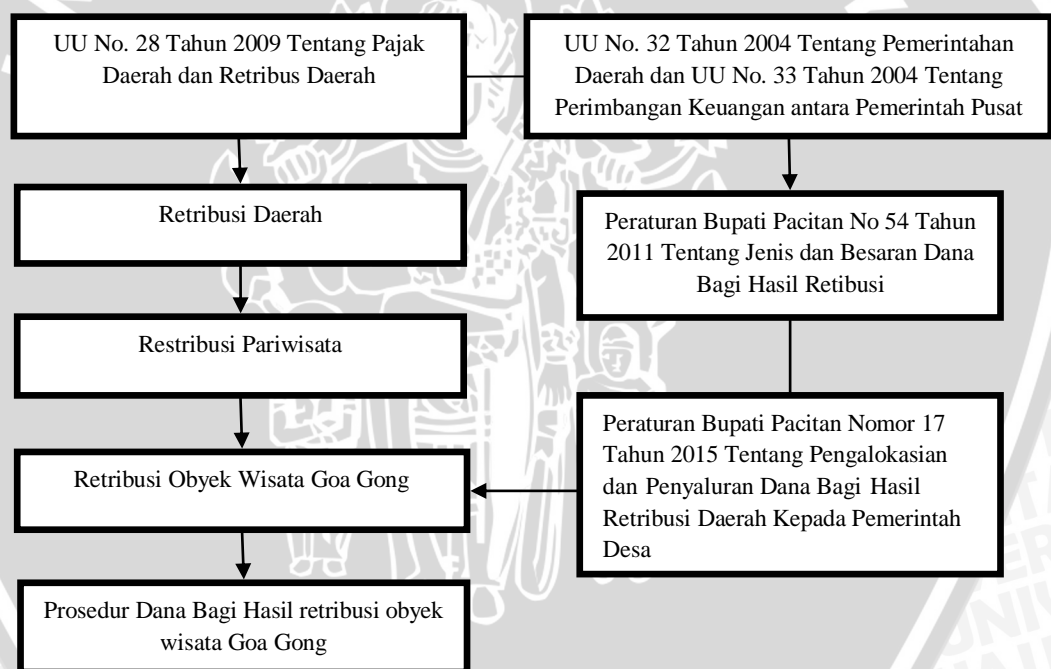 UU No. 28 Tahun 2009 Tentang Pajak
Daerah dan Retribus Daerah
UU No. 32 Tahun 2004 Tentang Pemerintahan
Daerah dan UU No. 33 Tahun 2004 Tentang
Perimbangan Keuangan antara Pemerintah Pusat
Retribusi Daerah
Peraturan Bupati Pacitan No 54 Tahun
2011 Tentang Jenis dan Besaran Dana
Bagi Hasil Retibusi
Restribusi Pariwisata
Peraturan Bupati Pacitan Nomor 17
Tahun 2015 Tentang Pengalokasian
dan Penyaluran Dana Bagi Hasil
Retribusi Daerah Kepada Pemerintah
Desa
Retribusi Obyek Wisata Goa Gong
Prosedur Dana Bagi Hasil retribusi obyek
wisata Goa Gong